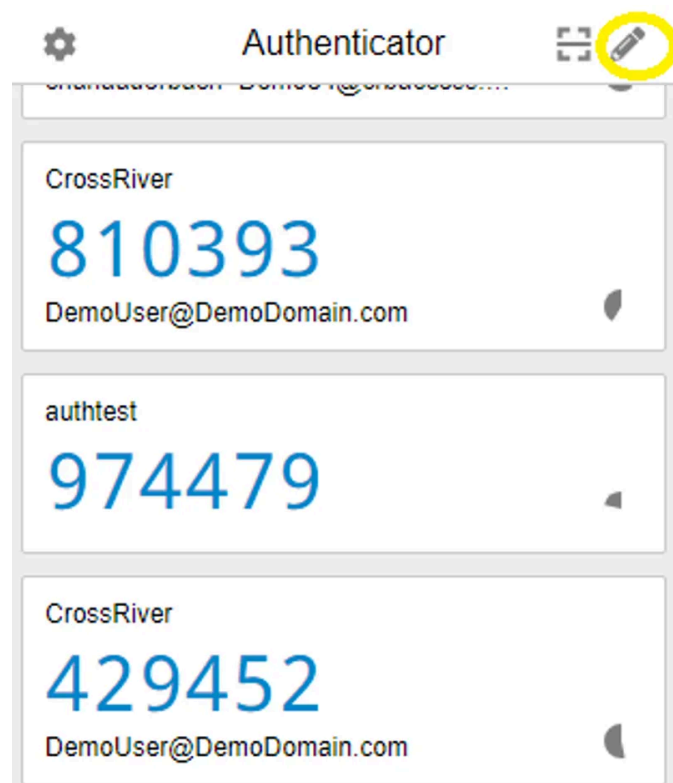 Authenticator
CrossRiver
810393
DemoUser@DemoDomain.com
authtest
974479
CrossRiver
429452
DemoUser@DemoDomain.com